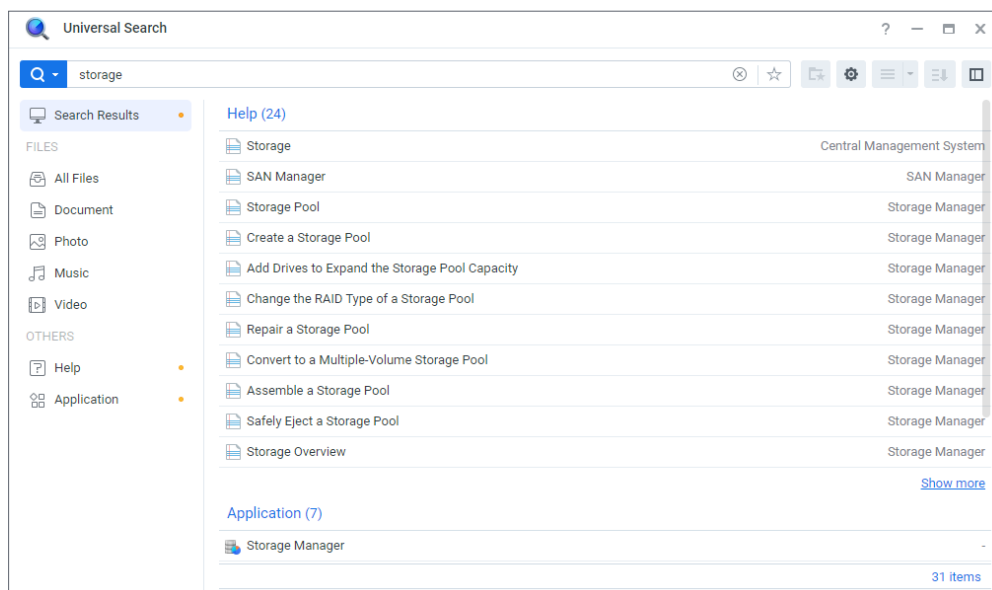 Universal Search
storage
Search Results
FILES
All Files
Document
Photo
Music
Video
OTHERS
Help
Application
Help (24)
Storage Central Management System
SAN Manager SAN Manager
Storage Pool Storage Manager
Create a Storage Pool Storage Manager
Add Drives to Expand the Storage Pool Capacity Storage Manager
Change the RAID Type of a Storage Pool Storage Manager
Repair a Storage Pool Storage Manager
Convert to a Multiple-Volume Storage Pool Storage Manager
Assemble a Storage Pool Storage Manager
Safely Eject a Storage Pool Storage Manager
Storage Overview Storage Manager
Show more
Application (7)
Storage Manager -
31 items